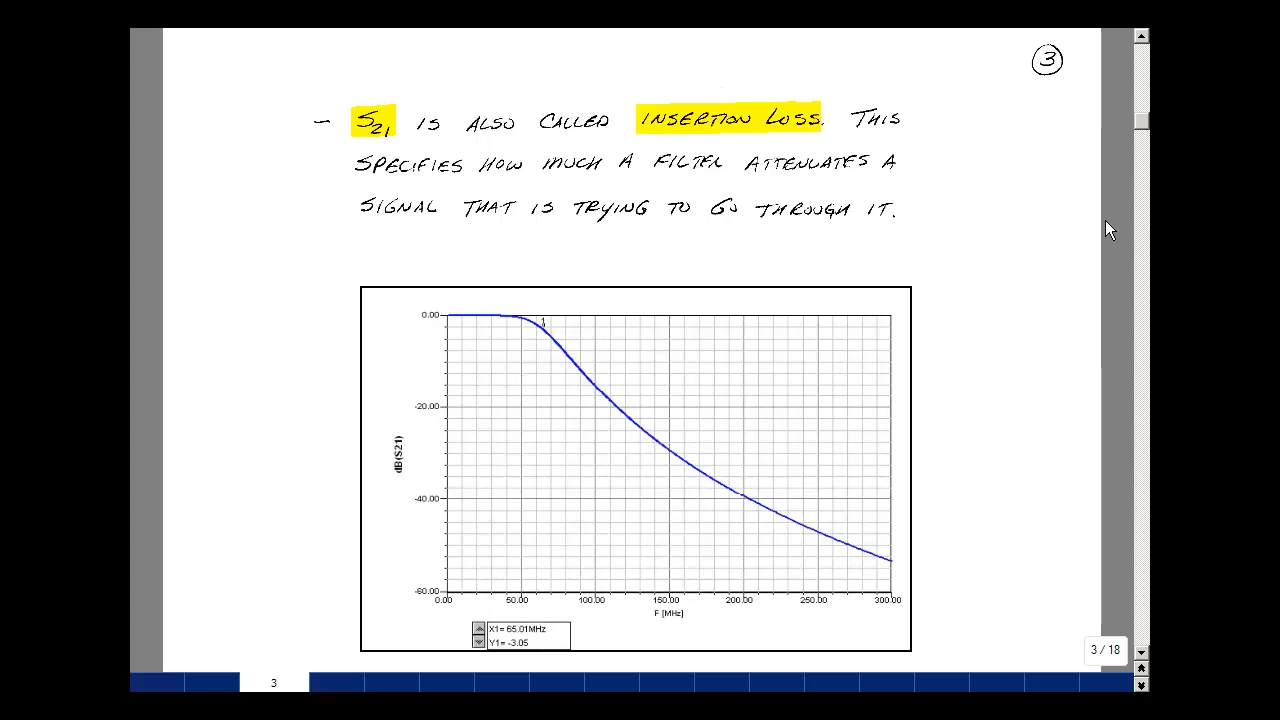 3
- S21 IS ALSO CALLED INSERTION LOSS. THIS
SPECIFIES HOW MUCH A FILTER ATTENUATES A
SIGNAL THAT IS TRYING TO GO THROUGH IT.
0.00
1
-20.00
dB(S21)
-40.00
-60.00
0.00 50.00 100.00 150.00 200.00 250.00 300.00
F [MHz]
X1= 65.01MHz
Y1= -3.05
3 / 18
3